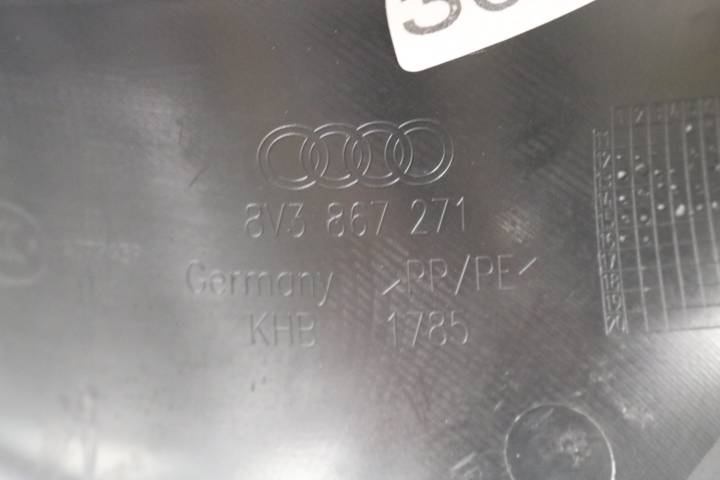 8V3 867 271
Germany >PP/PE<
KHB 1785